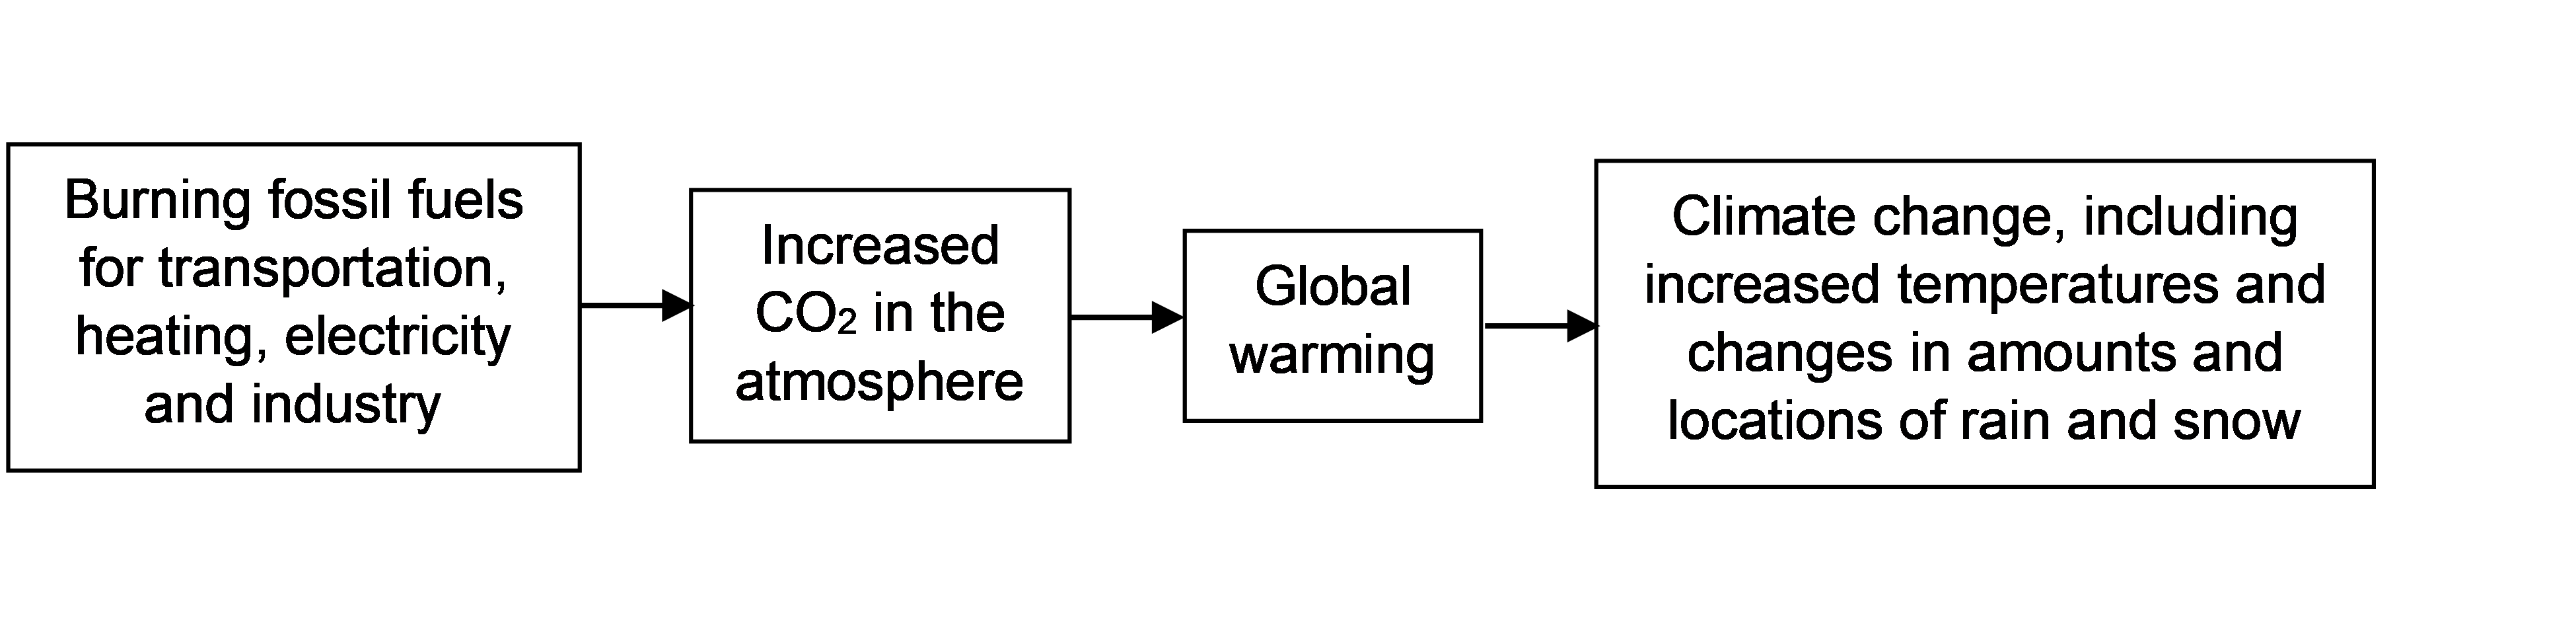 Burning fossil fuels
for transportation,
heating, electricity
and industry
Increased
CO₂ in the
atmosphere
Global
warming
Climate change, including
increased temperatures and
changes in amounts and
locations of rain and snow